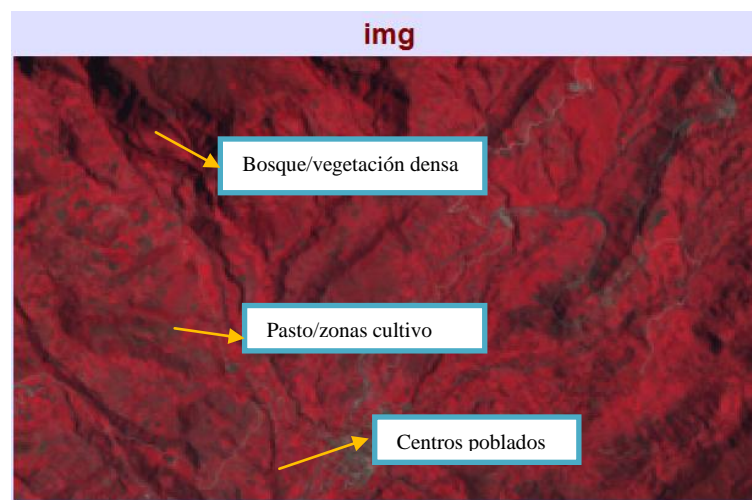 img
Bosque/vegetación densa
Pasto/zonas cultivo
Centros poblados